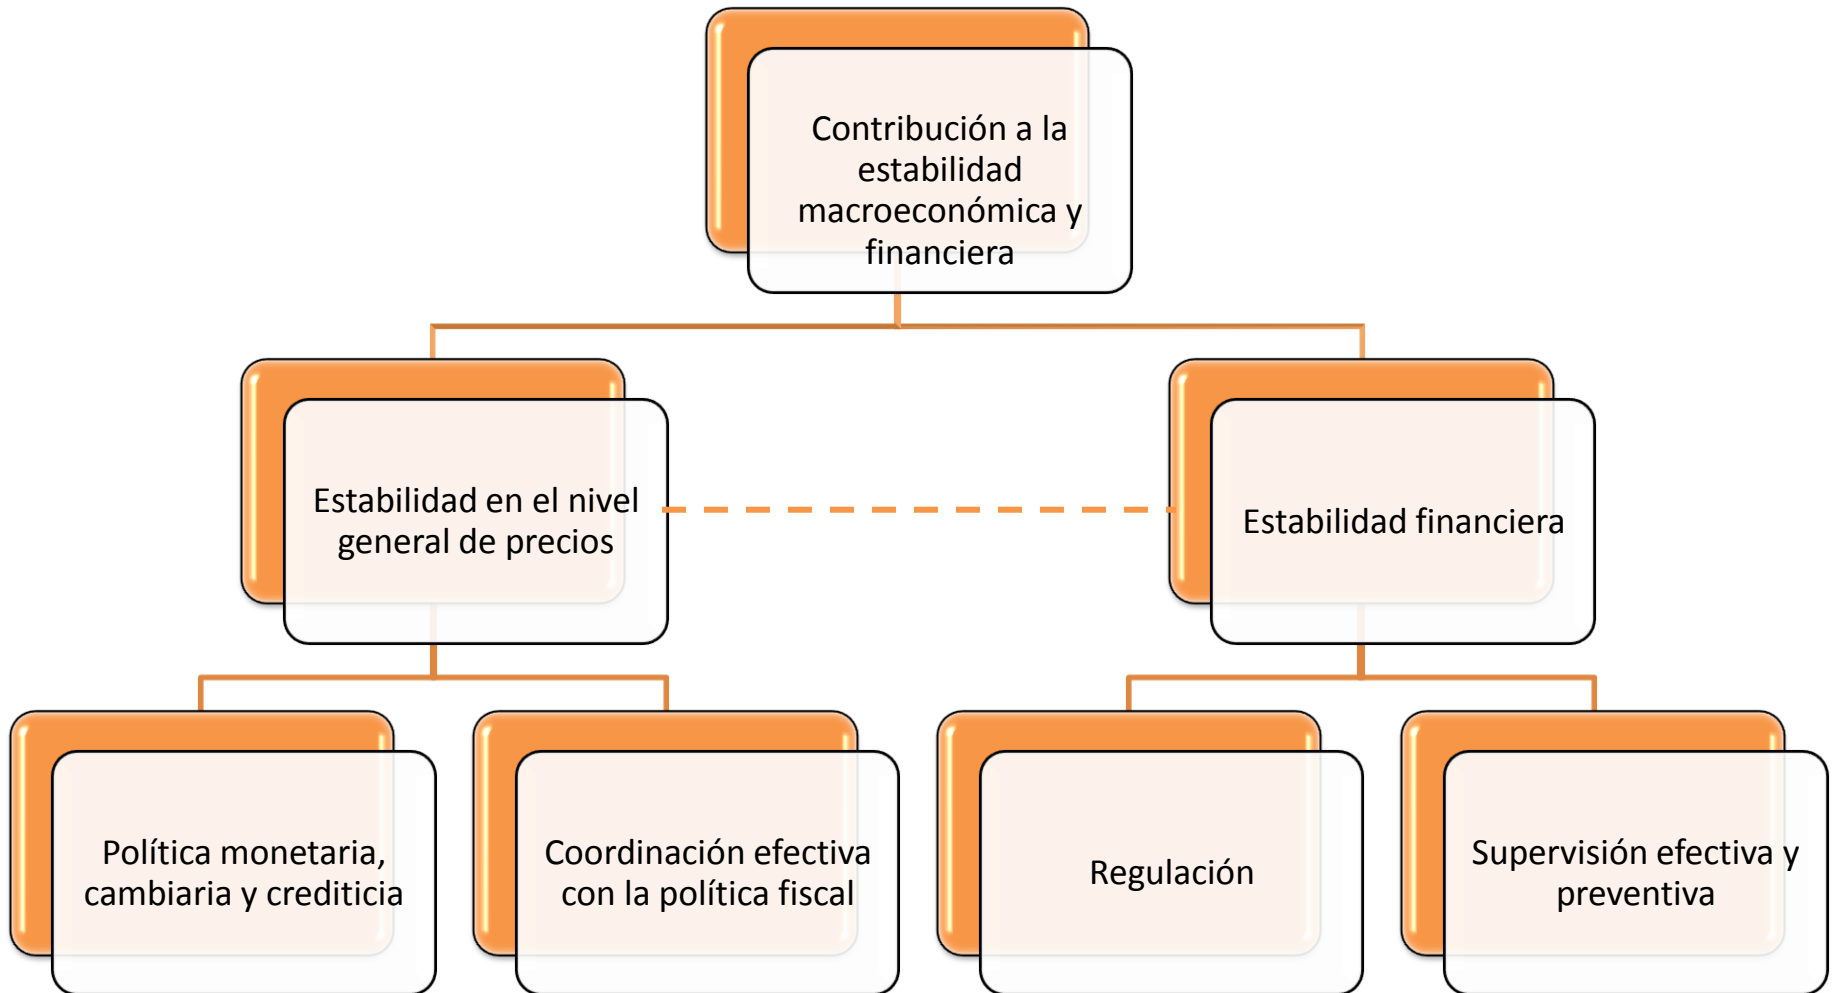 Contribución a la
estabilidad
macroeconómica y
financiera
Estabilidad en el nivel
general de precios
Estabilidad financiera
Política monetaria,
cambiaria y crediticia
Coordinación efectiva
con la política fiscal
Regulación
Supervisión efectiva y
preventiva